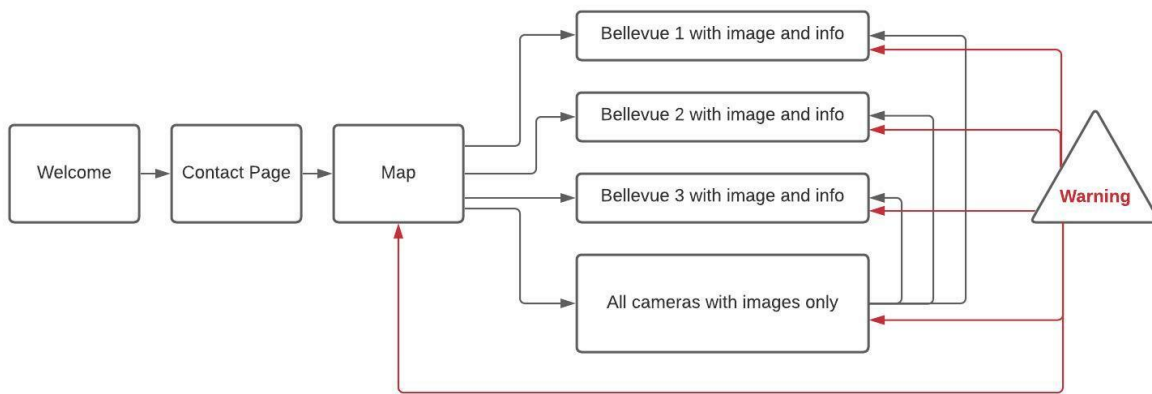 Welcome
Contact Page
Map
Bellevue 1 with image and info
Bellevue 2 with image and info
Bellevue 3 with image and info
All cameras with images only
Warning